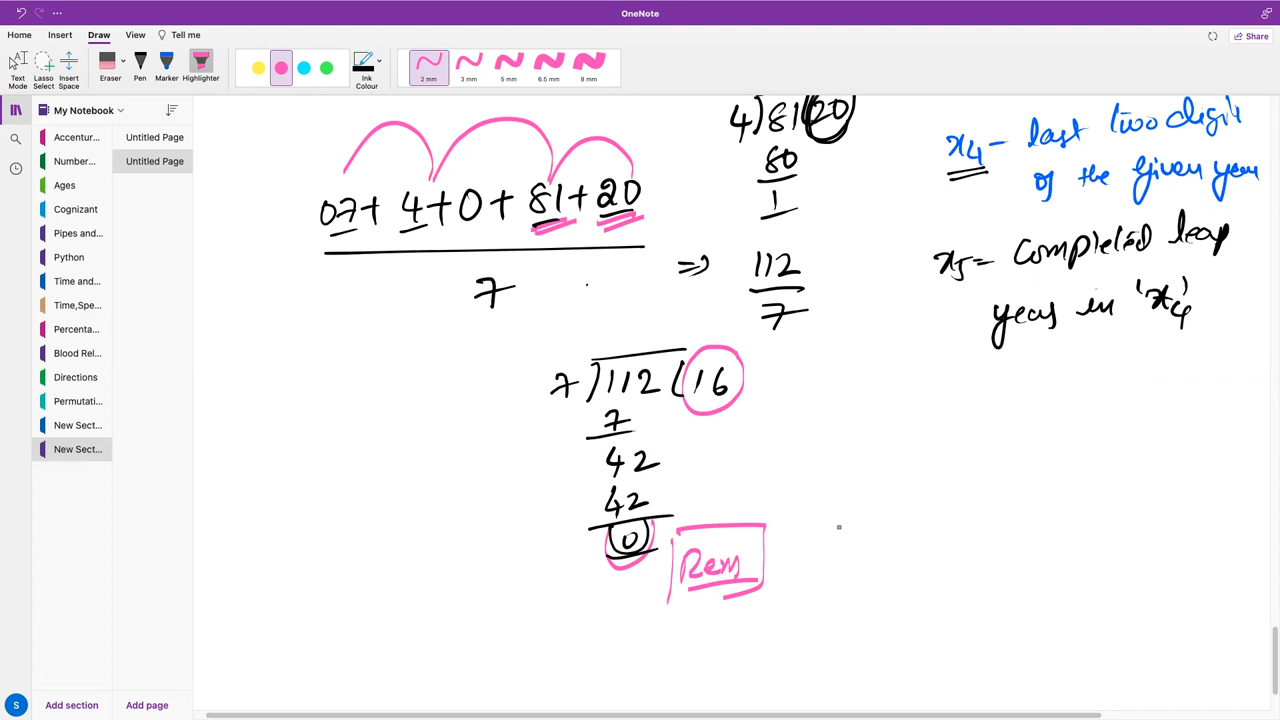 OneNote
Home Insert Draw View Tell me
Share
Text Mode
Lasso Select
Insert Space
Eraser
Pen
Marker
Highlighter
Ink Colour
2 mm
3 mm
5 mm
6.5 mm
8 mm
My Notebook
Accentur...
Number...
Ages
Cognizant
Pipes and...
Python
Time and...
Time,Spe...
Percenta...
Blood Rel...
Directions
Permutati...
New Sect...
New Sect...
Untitled Page
Untitled Page
S
Add section
Add page
07+ 4+0+ 81+20
7
4)81(20
80
1
⇒ 112
7
7)112(16
7
42
42
0
Rem
x4 - last two digits
of the Given year
x5 = Completed leap
years in 'x4'